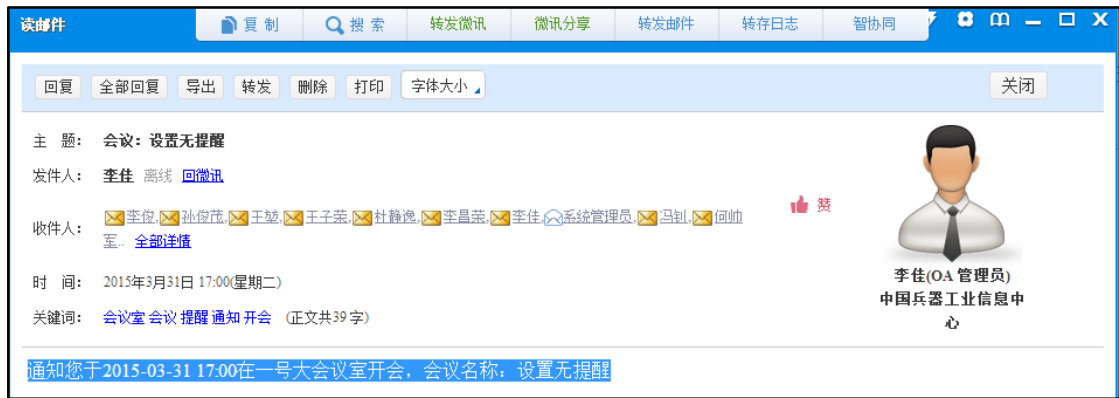 读邮件 复 制 搜 索 转发微讯 微讯分享 转发邮件 转存日志 智协同
回复 全部回复 导出 转发 删除 打印 字体大小 关闭
主 题： 会议：设置无提醒
发件人： 李佳 离线 回微讯
收件人： 李俊,孙俊茂,王堃,王子荣,杜静逸,李昌荣,李佳,系统管理员,冯钊,何帅
军.. 全部详情
赞
时 间： 2015年3月31日 17:00(星期二)
关键词： 会议室 会议 提醒 通知 开会 (正文共39字)
李佳(OA 管理员)
中国兵器工业信息中
心
通知您于2015-03-31 17:00在一号大会议室开会，会议名称：设置无提醒